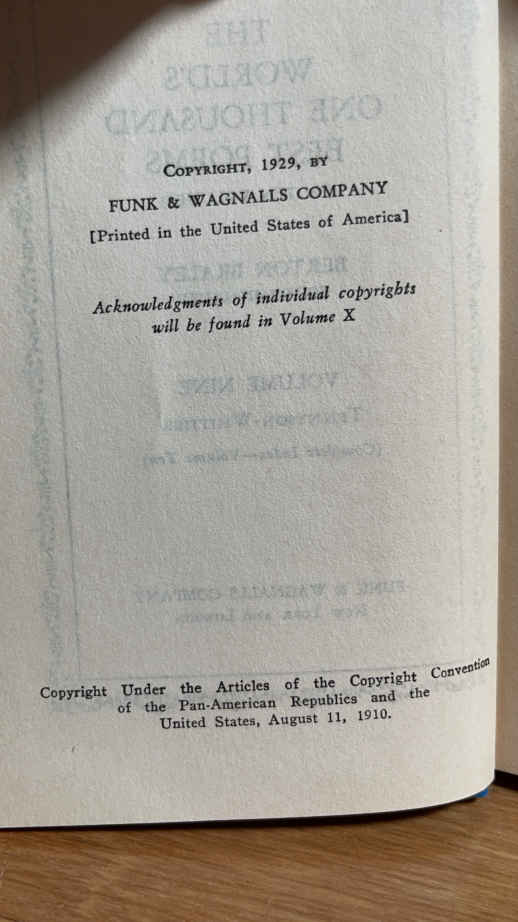 COPYRIGHT, 1929, BY
FUNK & WAGNALLS COMPANY
[Printed in the United States of America]
Acknowledgments of individual copyrights
will be found in Volume X
Copyright Under the Articles of the Copyright Convention
of the Pan-American Republics and the
United States, August 11, 1910.